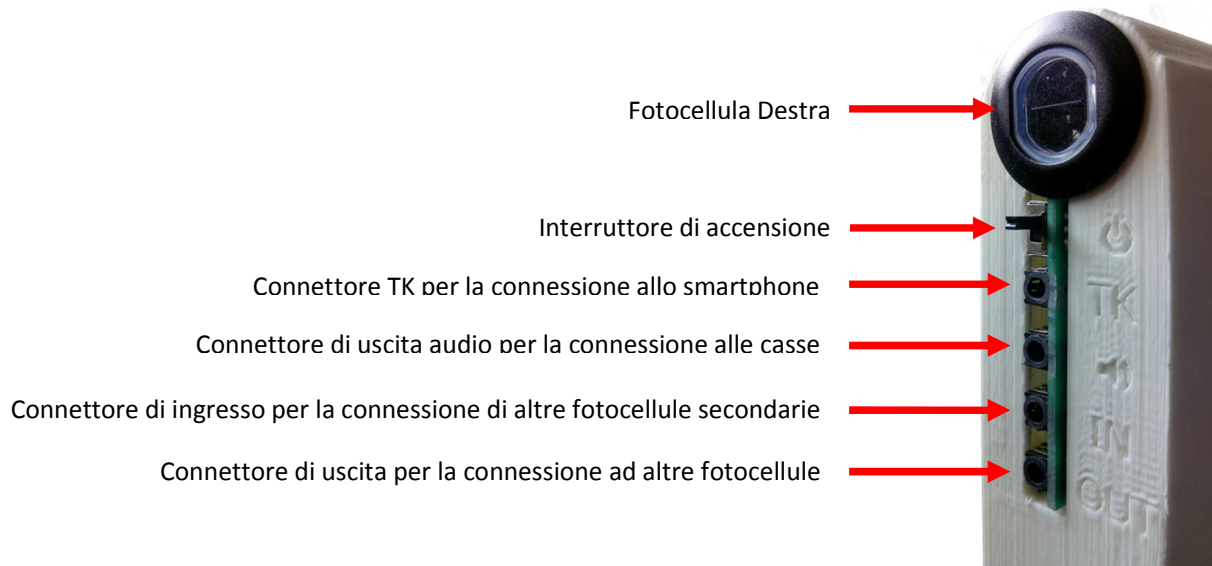 Fotocellula Destra
Interruttore di accensione
Connettore TK per la connessione allo smartphone
TK
Connettore di uscita audio per la connessione alle casse
Connettore di ingresso per la connessione di altre fotocellule secondarie
IN
Connettore di uscita per la connessione ad altre fotocellule
OUT